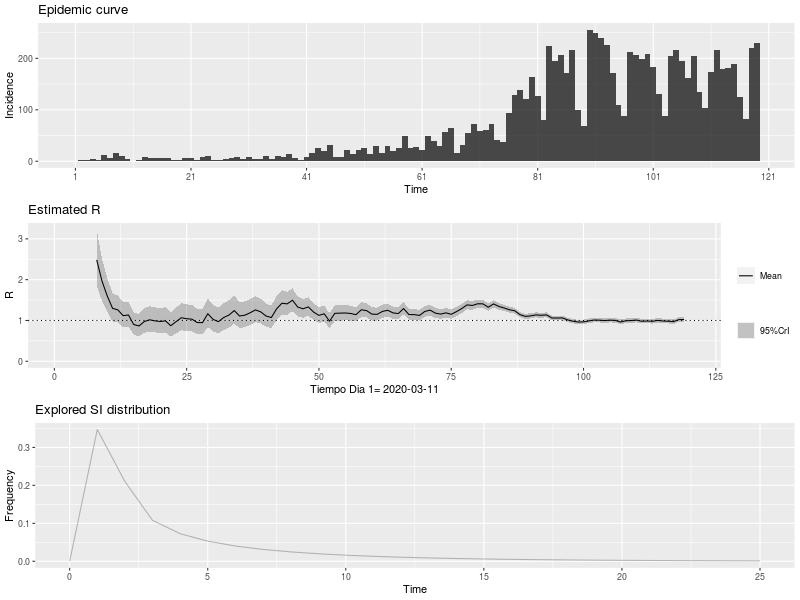 Epidemic curve
Incidence
200
100
0
1 21 41 61 81 101 121
Time
Estimated R
R
3
2
1
0
0 25 50 75 100 125
Tiempo Dia 1= 2020-03-11
Mean
95%CrI
Explored SI distribution
Frequency
0.3
0.2
0.1
0.0
0 5 10 15 20 25
Time